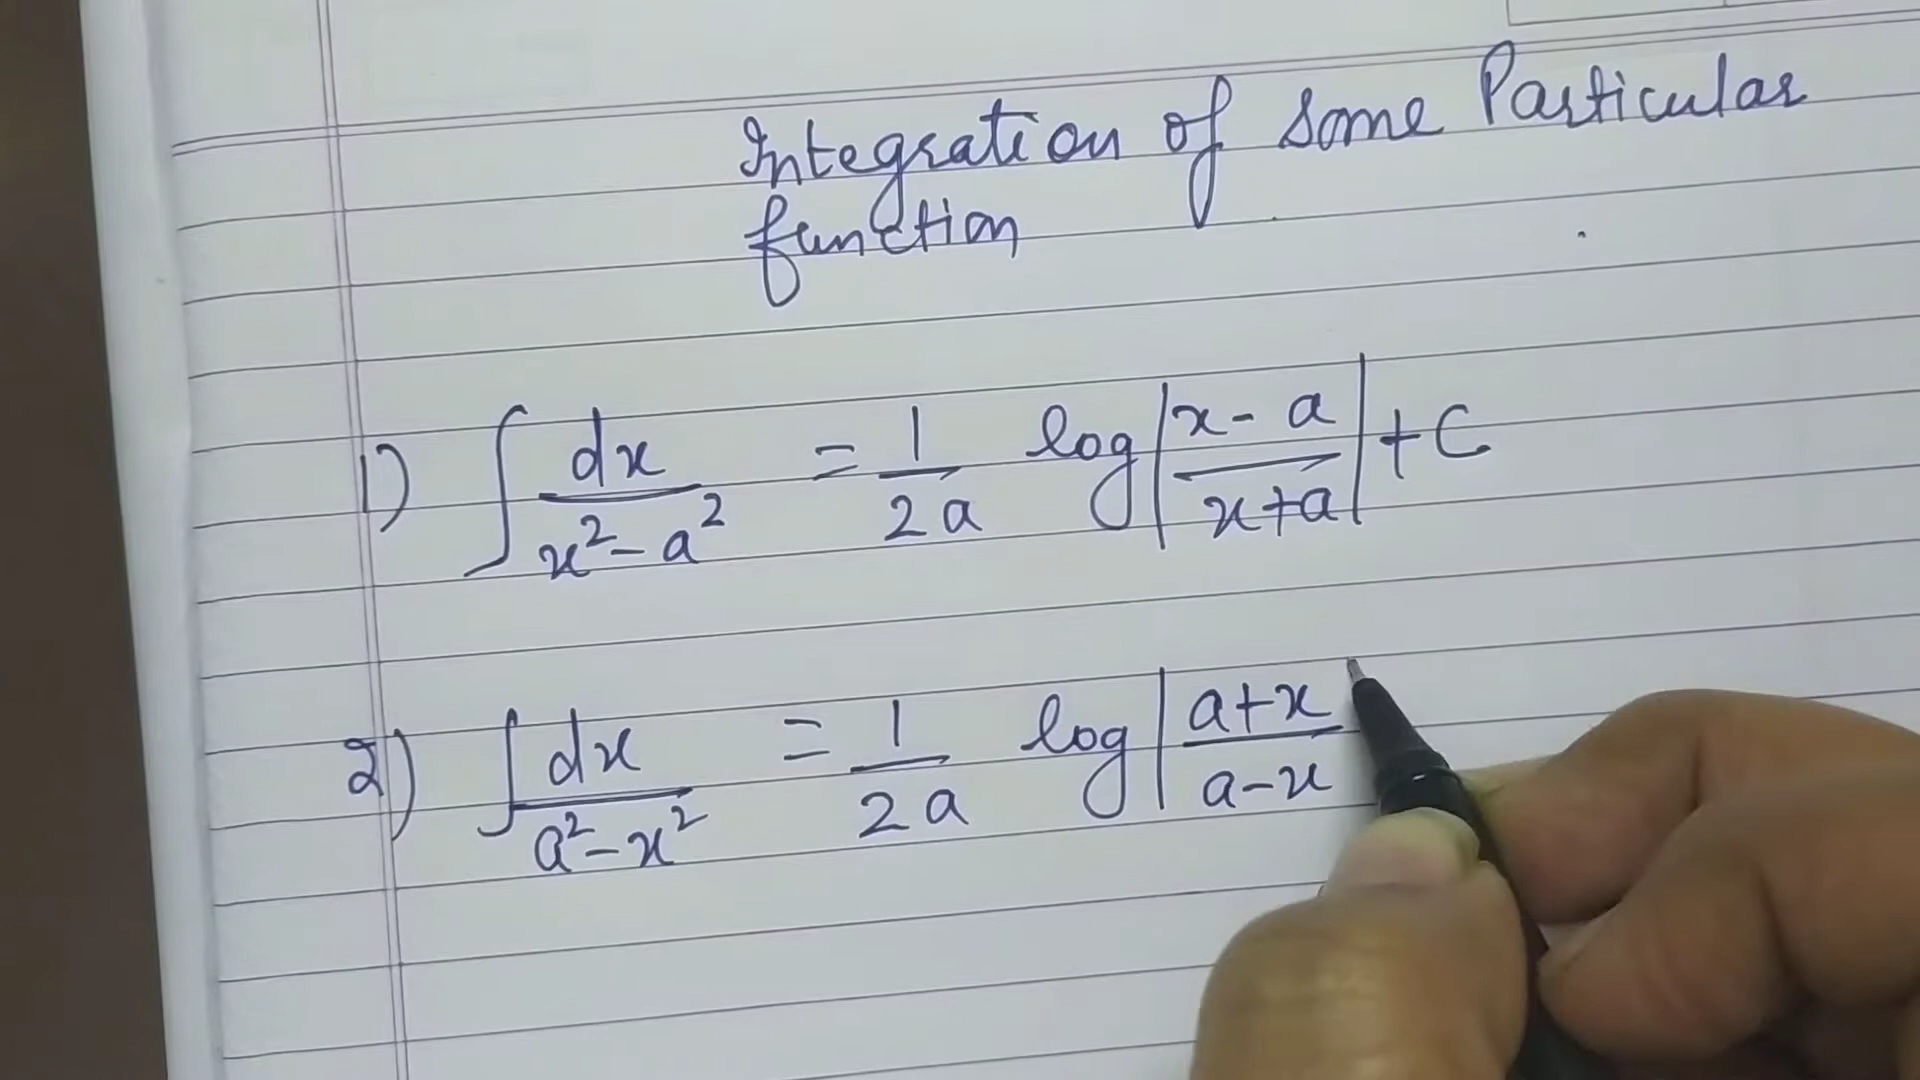 Integration of some Particular
function
1) ∫ dx/(x² - a²) = 1/(2a) log |(x - a)/(x + a)| + C
2) ∫ dx/(a² - x²) = 1/(2a) log |(a + x)/(a - x)